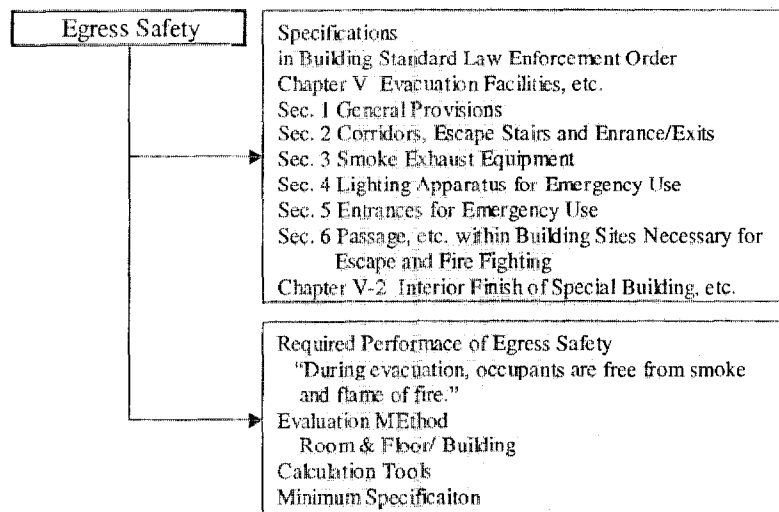 Egress Safety
Specifications
in Building Standard Law Enforcement Order
Chapter V Evacuation Facilities, etc.
Sec. 1 General Provisions
Sec. 2 Corridors, Escape Stairs and Enrance/Exits
Sec. 3 Smoke Exhaust Equipment
Sec. 4 Lighting Apparatus for Emergency Use
Sec. 5 Entrances for Emergency Use
Sec. 6 Passage, etc. within Building Sites Necessary for
Escape and Fire Fighting
Chapter V-2 Interior Finish of Special Building, etc.
Required Performace of Egress Safety
“During evacuation, occupants are free from smoke
and flame of fire.”
Evaluation MEthod
Room & Floor/ Building
Calculation Tools
Minimum Specificaiton